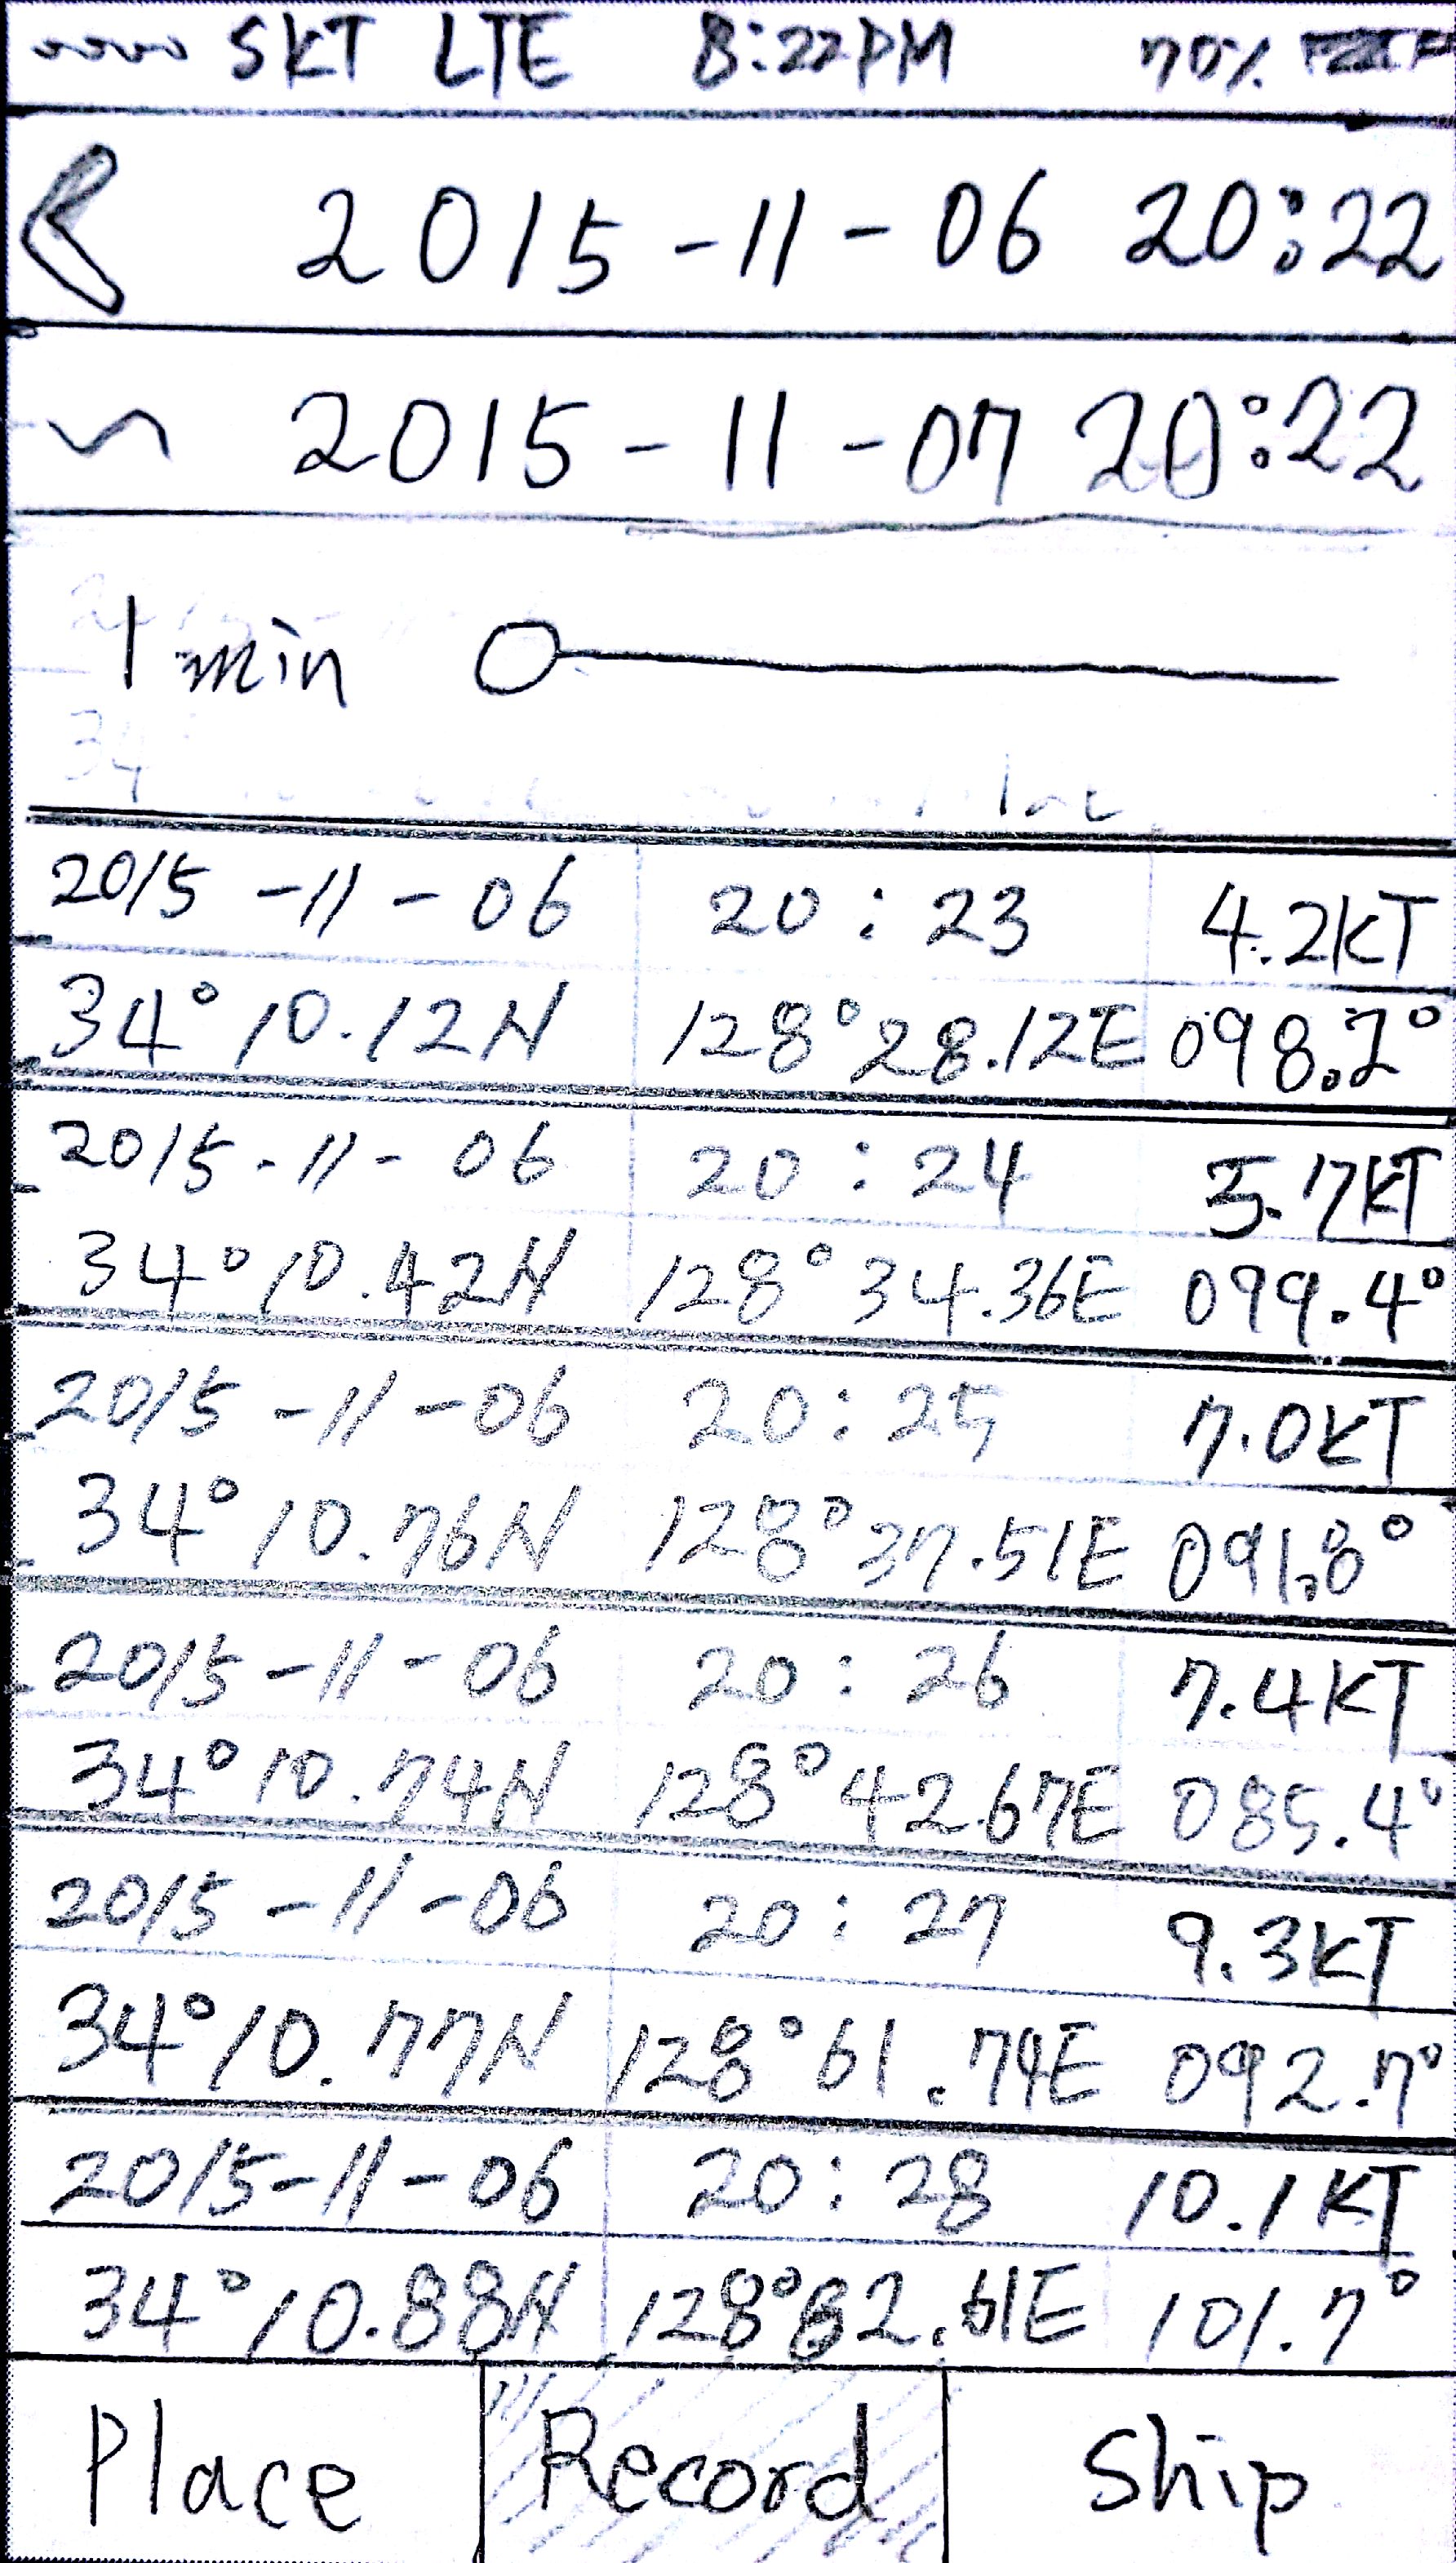 SKT LTE 8:22PM 70%
2015-11-06 20:22
~ 2015-11-07 20:22
1 min
2015-11-06 20:23 4.2KT
34°10.12N 128°28.12E 098.2°
2015-11-06 20:24 5.7KT
34°10.42N 128°34.36E 099.4°
2015-11-06 20:25 7.0KT
34°10.76N 128°37.51E 091.8°
2015-11-06 20:26 7.4KT
34°10.74N 128°42.67E 085.4°
2015-11-06 20:27 9.3KT
34°10.77N 128°61.74E 092.7°
2015-11-06 20:28 10.1KT
34°10.88N 128°62.61E 101.7°
Place Record Ship